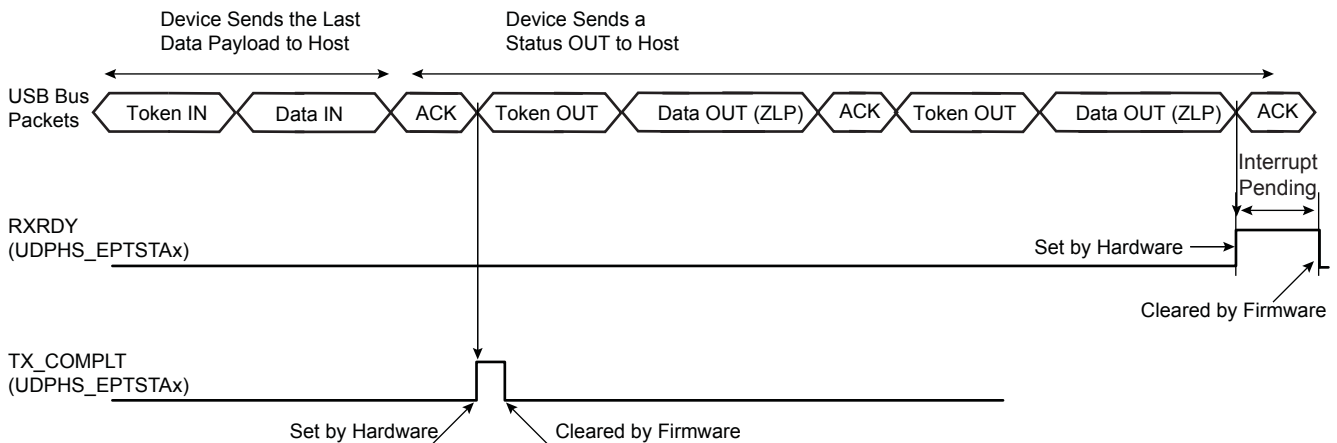 Device Sends the Last
Data Payload to Host
Device Sends a
Status OUT to Host
USB Bus
Packets
Token IN
Data IN
ACK
Token OUT
Data OUT (ZLP)
ACK
Token OUT
Data OUT (ZLP)
ACK
Interrupt
Pending
RXRDY
(UDPHS_EPTSTAx)
Set by Hardware
Cleared by Firmware
TX_COMPLT
(UDPHS_EPTSTAx)
Set by Hardware
Cleared by Firmware